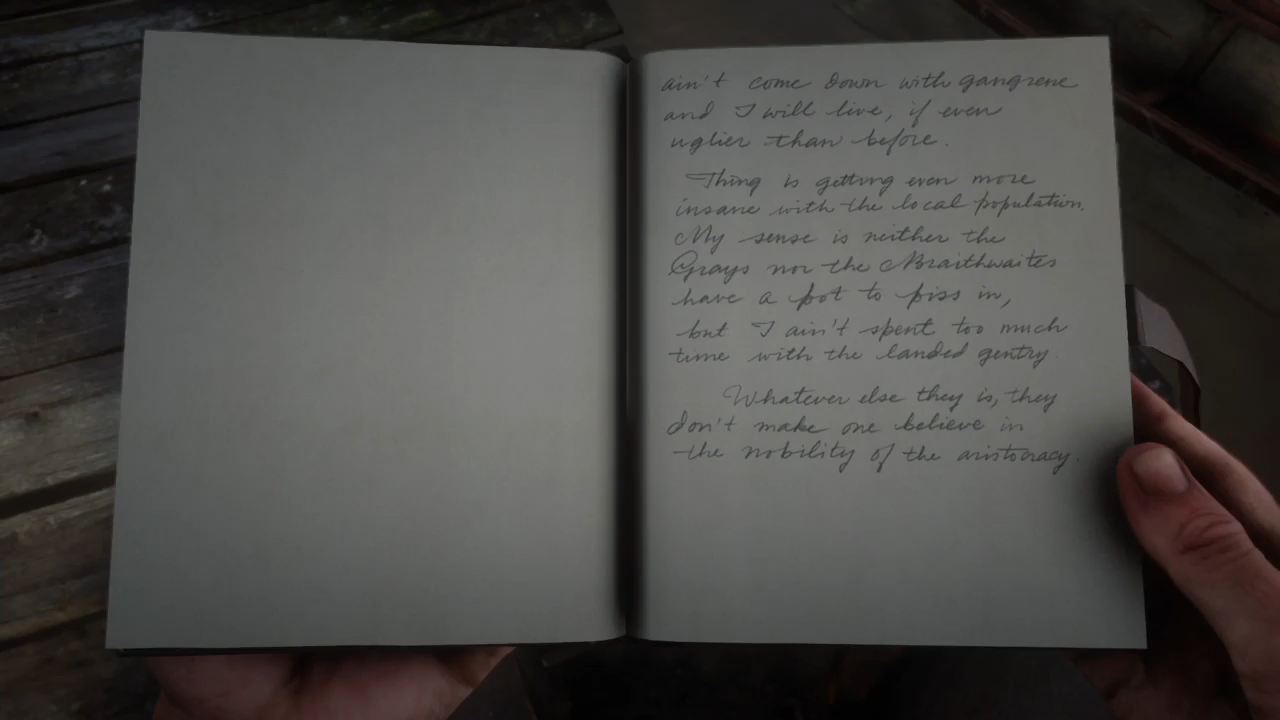 ain't come down with gangrene
and I will live, if even
uglier than before.
Thing is getting even more
insane with the local population.
My sense is neither the
Grays nor the Braithwaites
have a pot to piss in,
but I ain't spent too much
time with the landed gentry.
Whatever else they is, they
don't make one believe in
the nobility of the aristocracy.